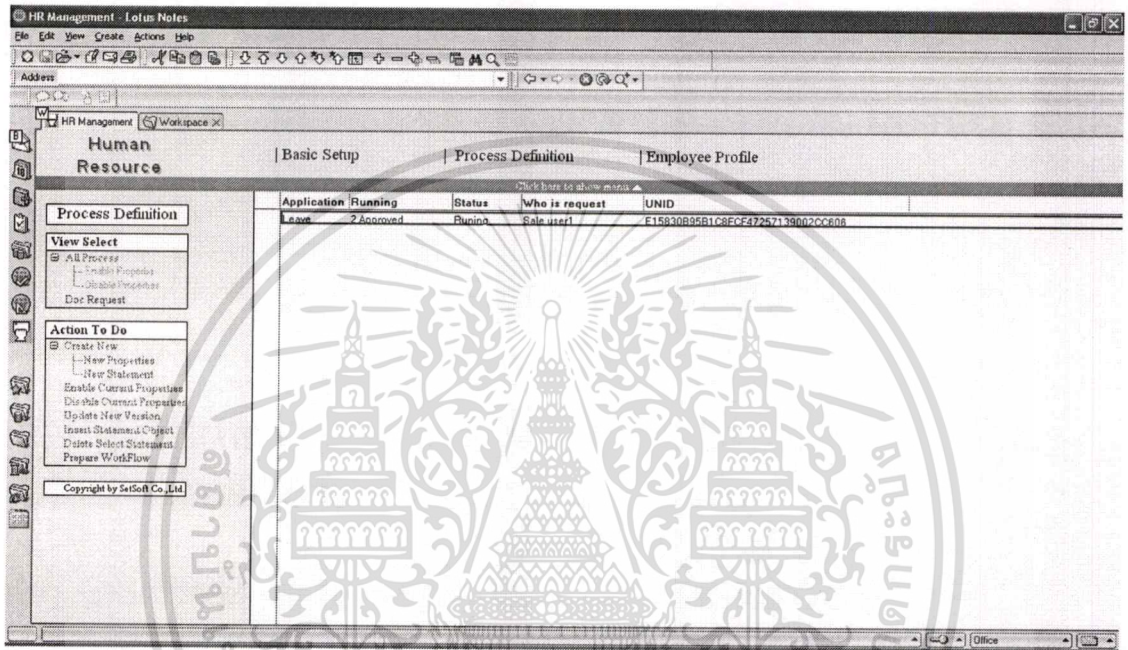 HR Management - Lotus Notes
File Edit View Create Actions Help
Address
HR Management Workspace
Human
Resource
| Basic Setup | Process Definition | Employee Profile
Click here to show menu
Application Running Status Who is request UNID
Leave 2 Approved Runing Sale user1
Process Definition
View Select
All Process
Enable Properties
Disable Properties
Doc Request
Action To Do
Create New
New Properties
New Statement
Enable Current Properties
Disable Current Properties
Update New Version
Insert Statement Object
Delete Select Statement
Prepare WorkFlow
Copyright by SetSoft Co.,Ltd
Office